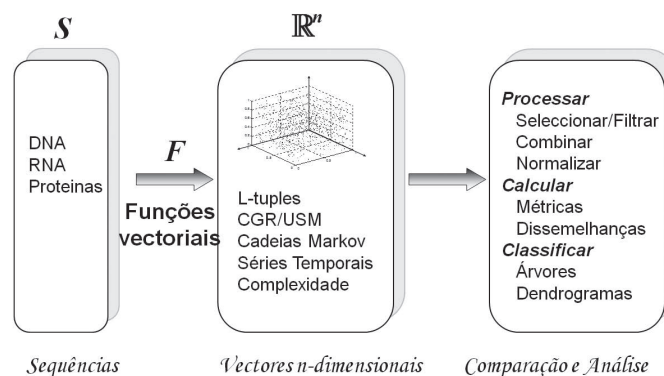 S
ℝⁿ
DNA
RNA
Proteinas
F
Funções
vectoriais
L-tuples
CGR/USM
Cadeias Markov
Séries Temporais
Complexidade
Processar
Seleccionar/Filtrar
Combinar
Normalizar
Calcular
Métricas
Dissemelhanças
Classificar
Árvores
Dendrogramas
Sequências
Vectores n-dimensionais
Comparação e Análise